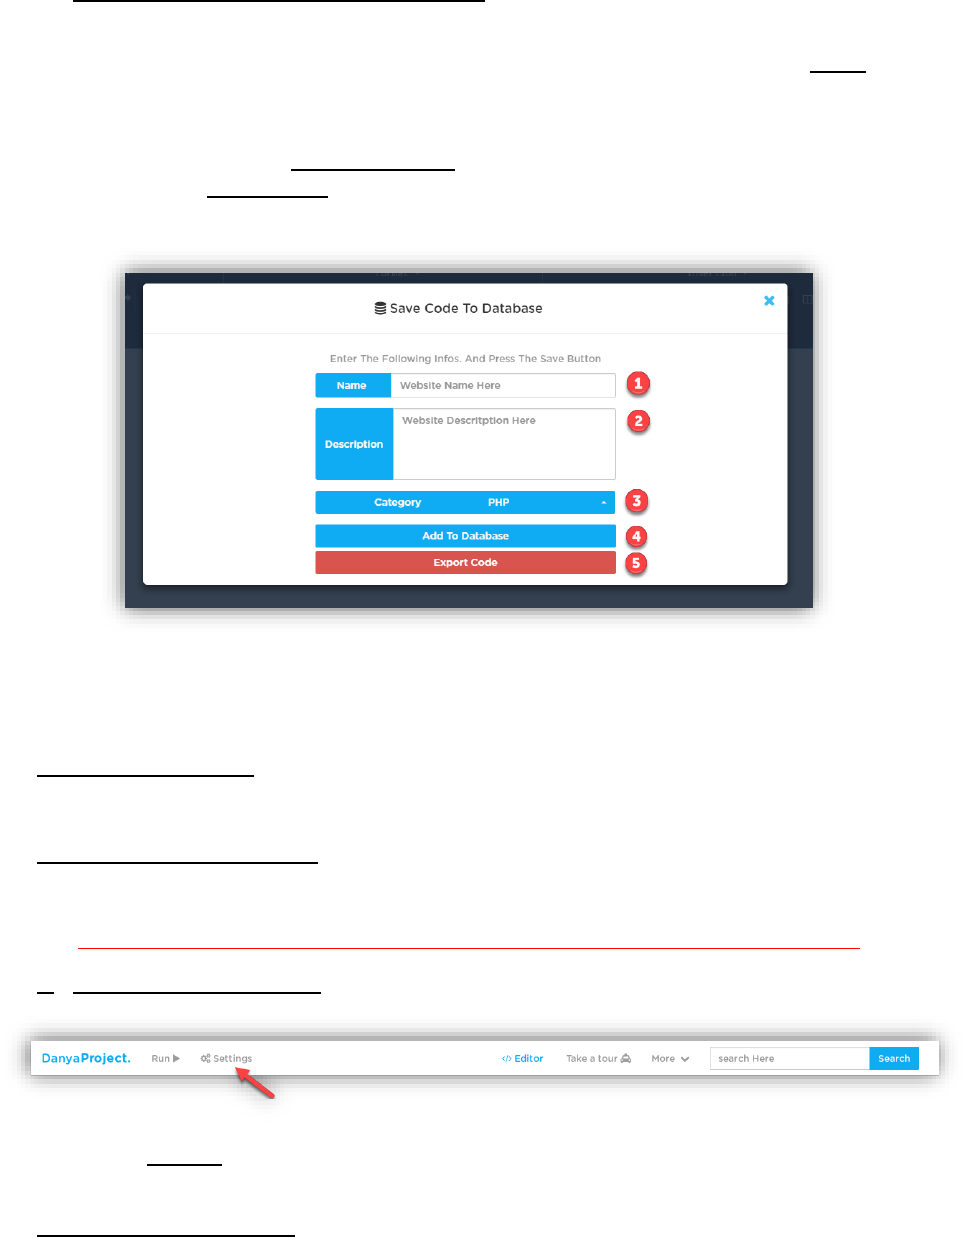 Save Code To Database
Enter The Following Infos. And Press The Save Button
Name Website Name Here 1
Description Website Descritption Here 2
Category PHP 3
Add To Database 4
Export Code 5
DanyaProject. Run Settings Editor Take a tour More search Here Search